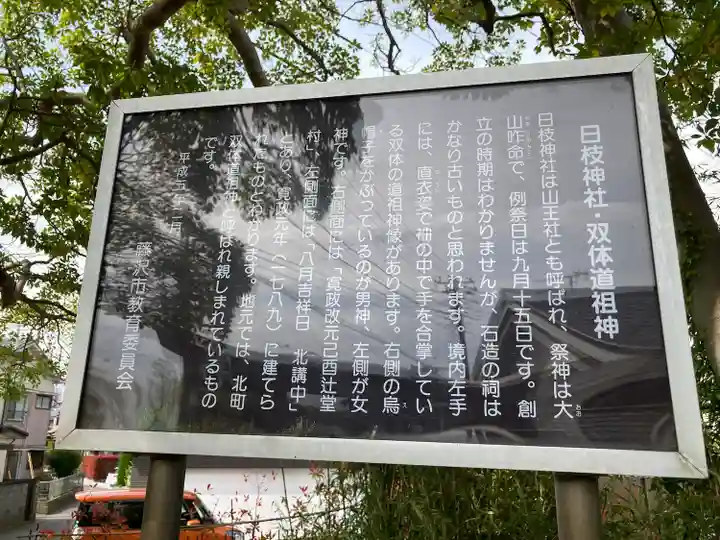 日枝神社・双体道祖神
日枝神社は山王社とも呼ばれ、祭神は大
山咋命で、例祭日は九月十五日です。創
立の時期はわかりませんが、石造の祠は
かなり古いものと思われます。境内左手
には、直衣姿で袖の中で手を合掌してい
る双体の道祖神像があります。右側の烏
帽子をかぶっているのが男神、左側が女
神です。右側面には「寛政改元己酉辻堂
村」、左側面には「八月吉祥日 北講中」
とあり、寛政元年(一七八九)に建てら
れたものとわかります。地元では、北町
双体道祖神と呼ばれ親しまれているもの
です。
平成 年 月
藤沢市教育委員会